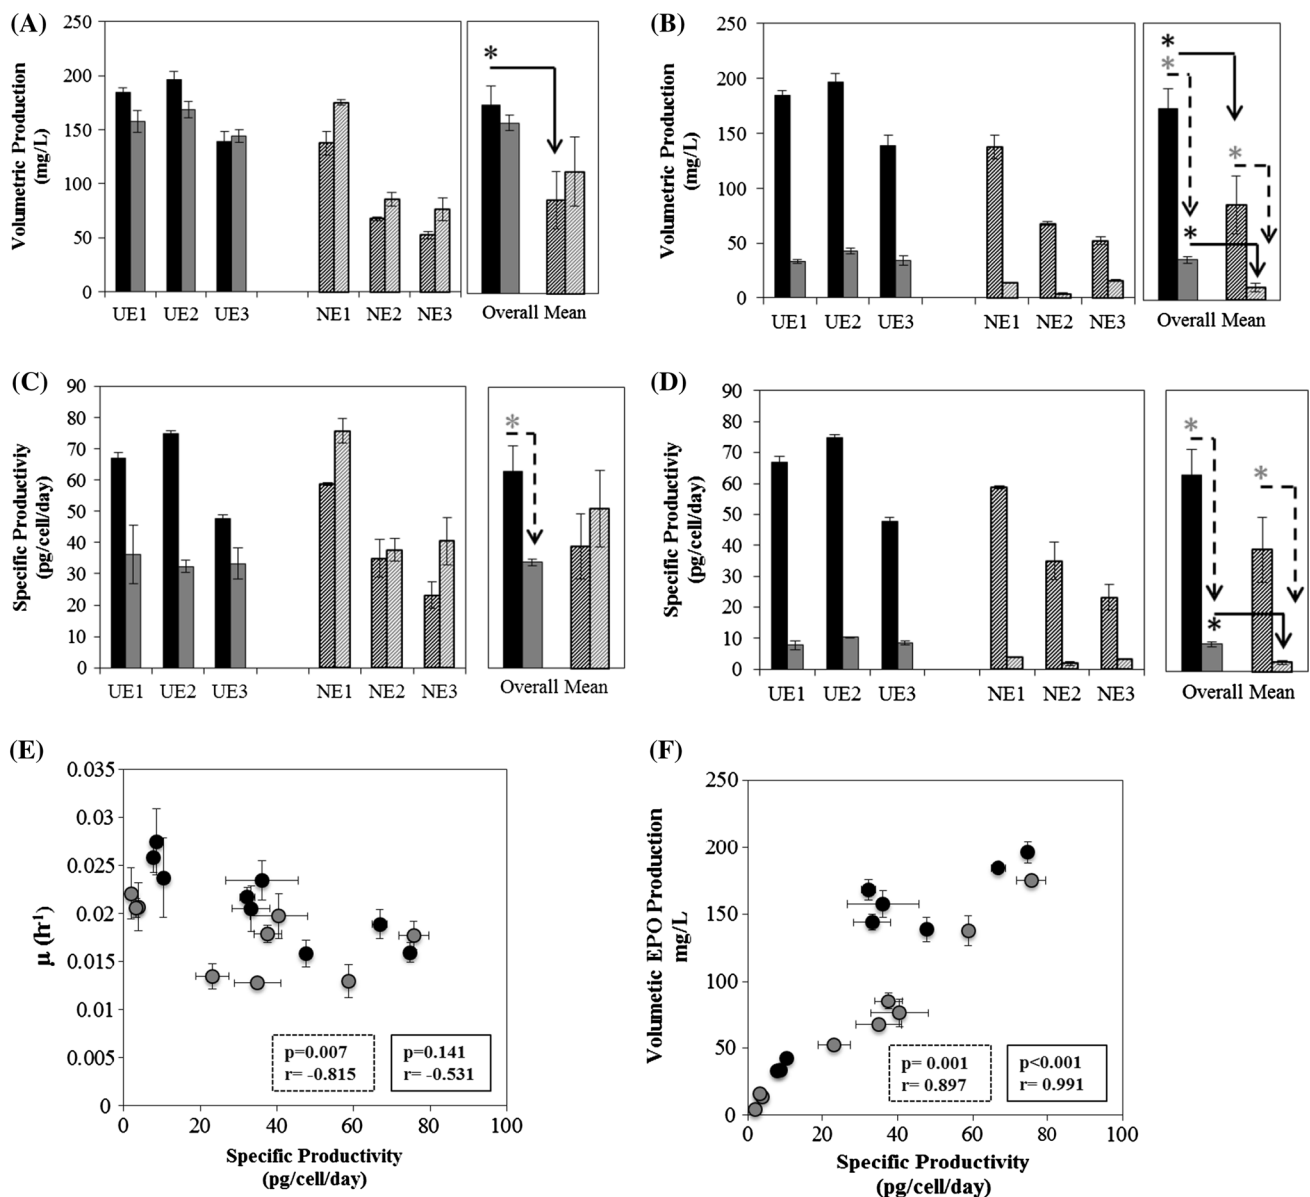 (A)
Volumetric Production
(mg/L)
250
200
150
100
50
0
UE1 UE2 UE3 NE1 NE2 NE3
*
Overall Mean
(B)
Volumetric Production
(mg/L)
250
200
150
100
50
0
UE1 UE2 UE3 NE1 NE2 NE3
*
*
*
*
Overall Mean
(C)
Specific Productiviy
(pg/cell/day)
90
80
70
60
50
40
30
20
10
0
UE1 UE2 UE3 NE1 NE2 NE3
*
Overall Mean
(D)
Specific Productivity
(pg/cell/day)
90
80
70
60
50
40
30
20
10
0
UE1 UE2 UE3 NE1 NE2 NE3
*
*
*
Overall Mean
(E)
μ (hr⁻¹)
0.035
0.03
0.025
0.02
0.015
0.01
0.005
0
p=0.007
r= -0.815
p=0.141
r= -0.531
0 20 40 60 80 100
Specific Productivity
(pg/cell/day)
(F)
Volumetic EPO Production
mg/L
250
200
150
100
50
0
p= 0.001
r= 0.897
p<0.001
r= 0.991
0 20 40 60 80 100
Specific Productivity
(pg/cell/day)